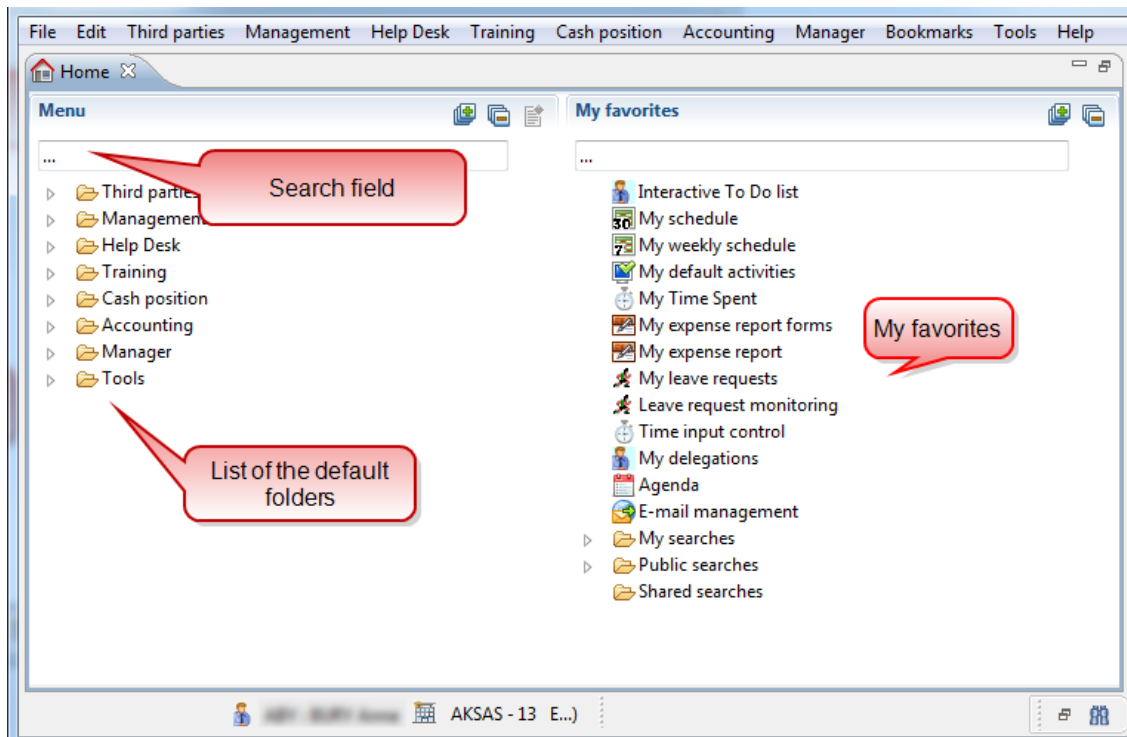 File Edit Third parties Management Help Desk Training Cash position Accounting Manager Bookmarks Tools Help
Home
Menu
My favorites
...
...
Search field
Third parties
Management
Help Desk
Training
Cash position
Accounting
Manager
Tools
List of the default
folders
Interactive To Do list
30 My schedule
7 My weekly schedule
My default activities
My Time Spent
My expense report forms
My expense report
My leave requests
Leave request monitoring
Time input control
My delegations
Agenda
E-mail management
My searches
Public searches
Shared searches
My favorites
AKSAS - 13 E...)